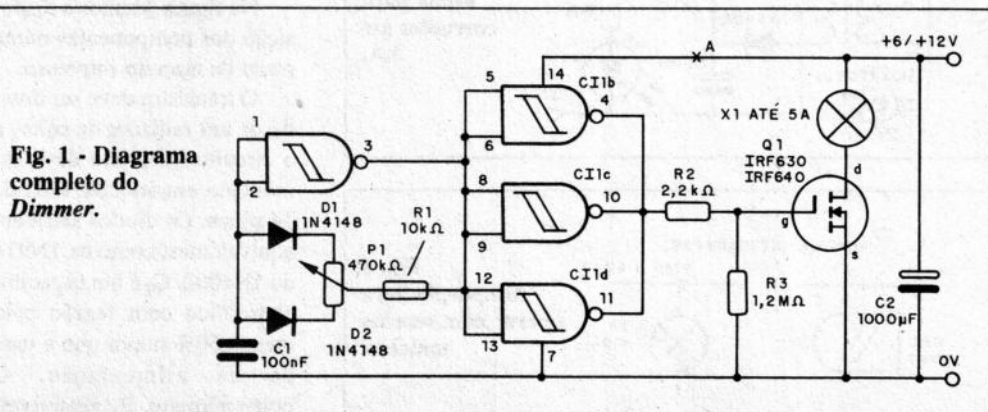 Fig. 1 - Diagrama
completo do
Dimmer.
1
2
3
D1
1N4148
P1
470kΩ
R1
10kΩ
D2
1N4148
C1
100nF
5
6
14
CI1b
4
8
9
CI1c
10
12
13
CI1d
11
7
R2
2,2kΩ
R3
1,2MΩ
A
X1 ATÉ 5A
Q1
IRF630
IRF640
d
g
s
+6/+12V
C2
1000µF
0V